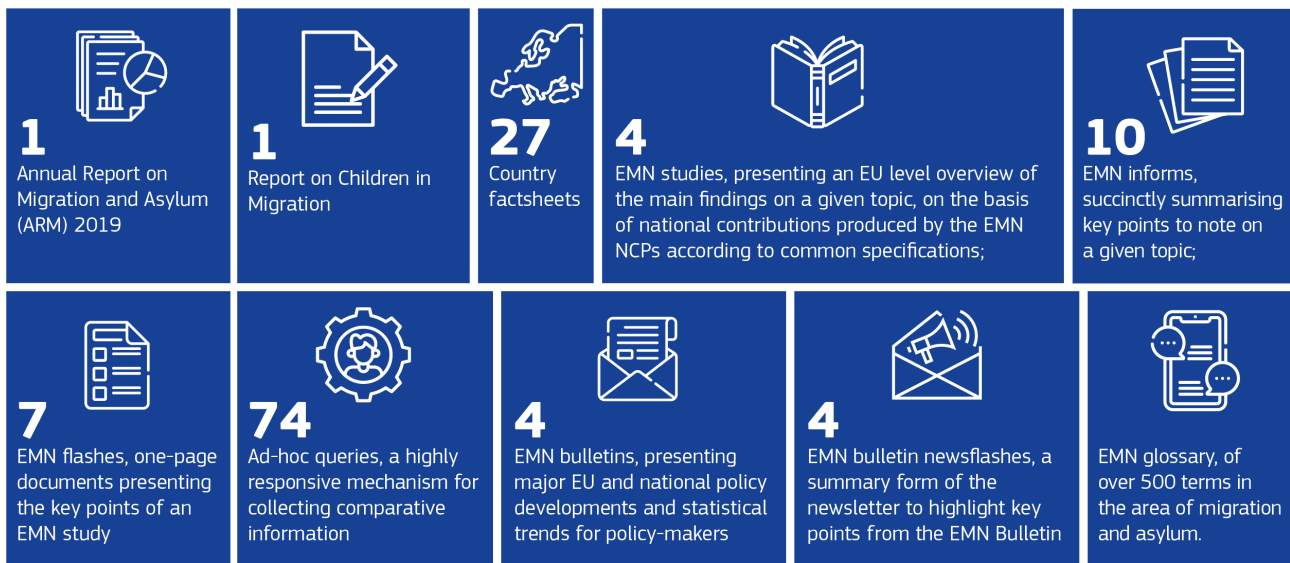 1
Annual Report on
Migration and Asylum
(ARM) 2019
1
Report on Children in
Migration
27
Country
factsheets
4
EMN studies, presenting an EU level overview of
the main findings on a given topic, on the basis
of national contributions produced by the EMN
NCPs according to common specifications;
10
EMN informs,
succinctly summarising
key points to note on
a given topic;
7
EMN flashes, one-page
documents presenting
the key points of an
EMN study
74
Ad-hoc queries, a highly
responsive mechanism for
collecting comparative
information
4
EMN bulletins, presenting
major EU and national policy
developments and statistical
trends for policy-makers
4
EMN bulletin newsflashes, a
summary form of the
newsletter to highlight key
points from the EMN Bulletin
EMN glossary, of
over 500 terms in
the area of migration
and asylum.